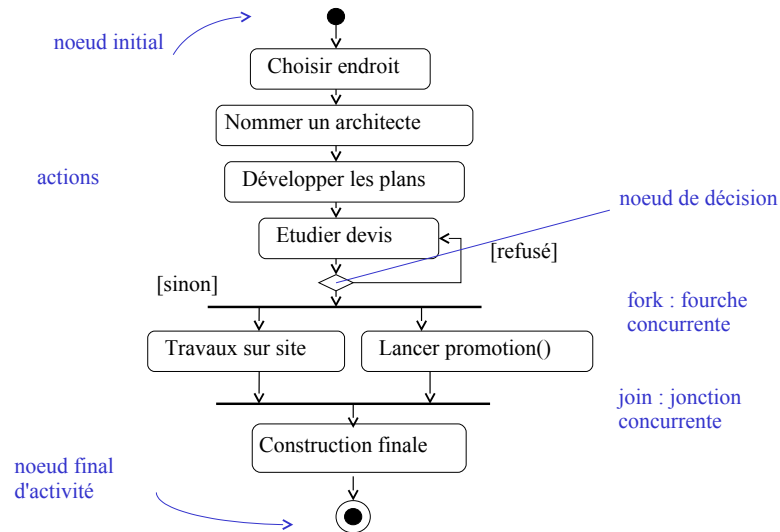 noeud initial
Choisir endroit
Nommer un architecte
actions
Développer les plans
noeud de décision
Etudier devis
[refusé]
[sinon]
fork : fourche
concurrente
Travaux sur site
Lancer promotion()
join : jonction
concurrente
Construction finale
noeud final
d'activité